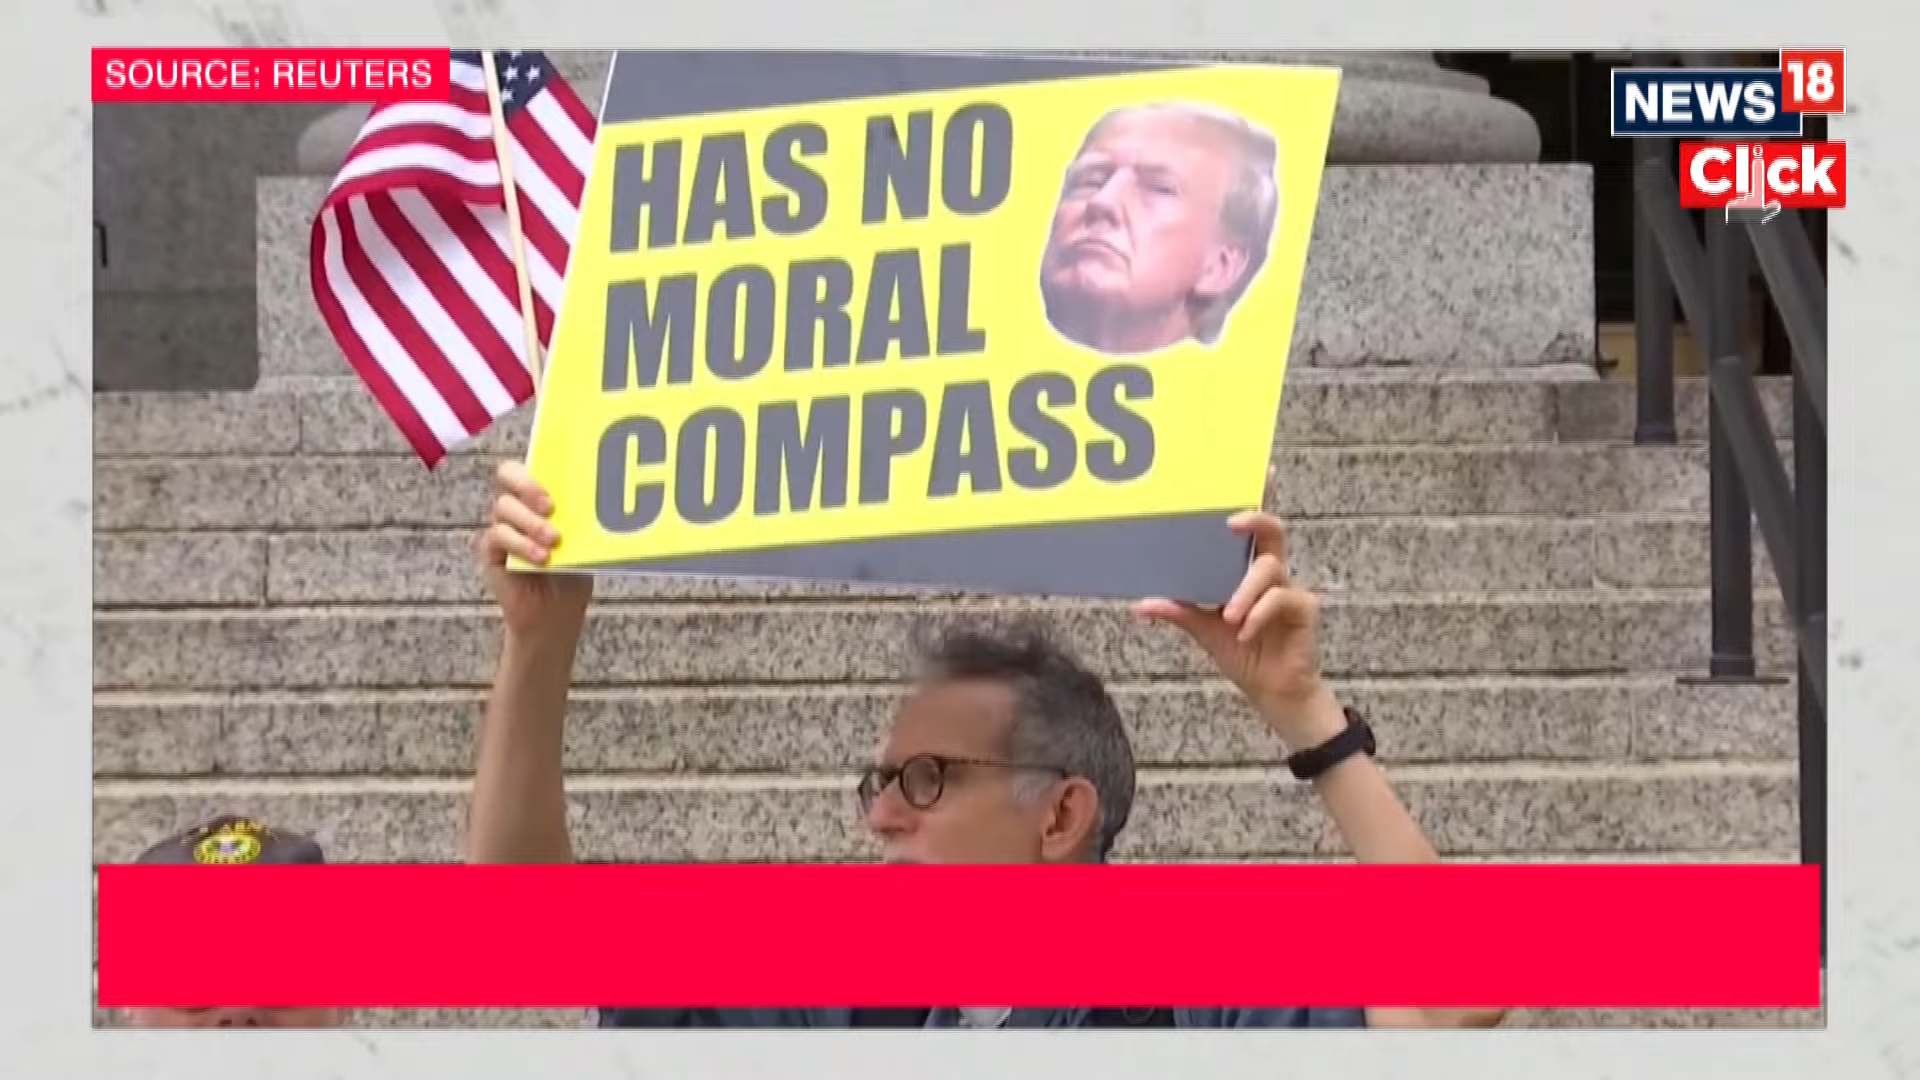 SOURCE: REUTERS
NEWS 18
Click
HAS NO
MORAL
COMPASS